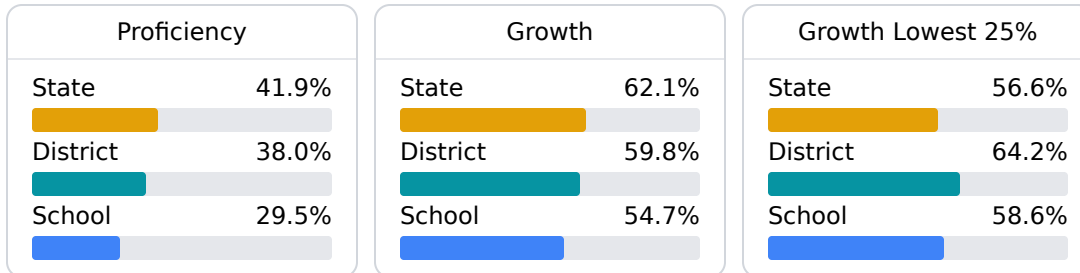 Proficiency
State 41.9%
District 38.0%
School 29.5%
Growth
State 62.1%
District 59.8%
School 54.7%
Growth Lowest 25%
State 56.6%
District 64.2%
School 58.6%